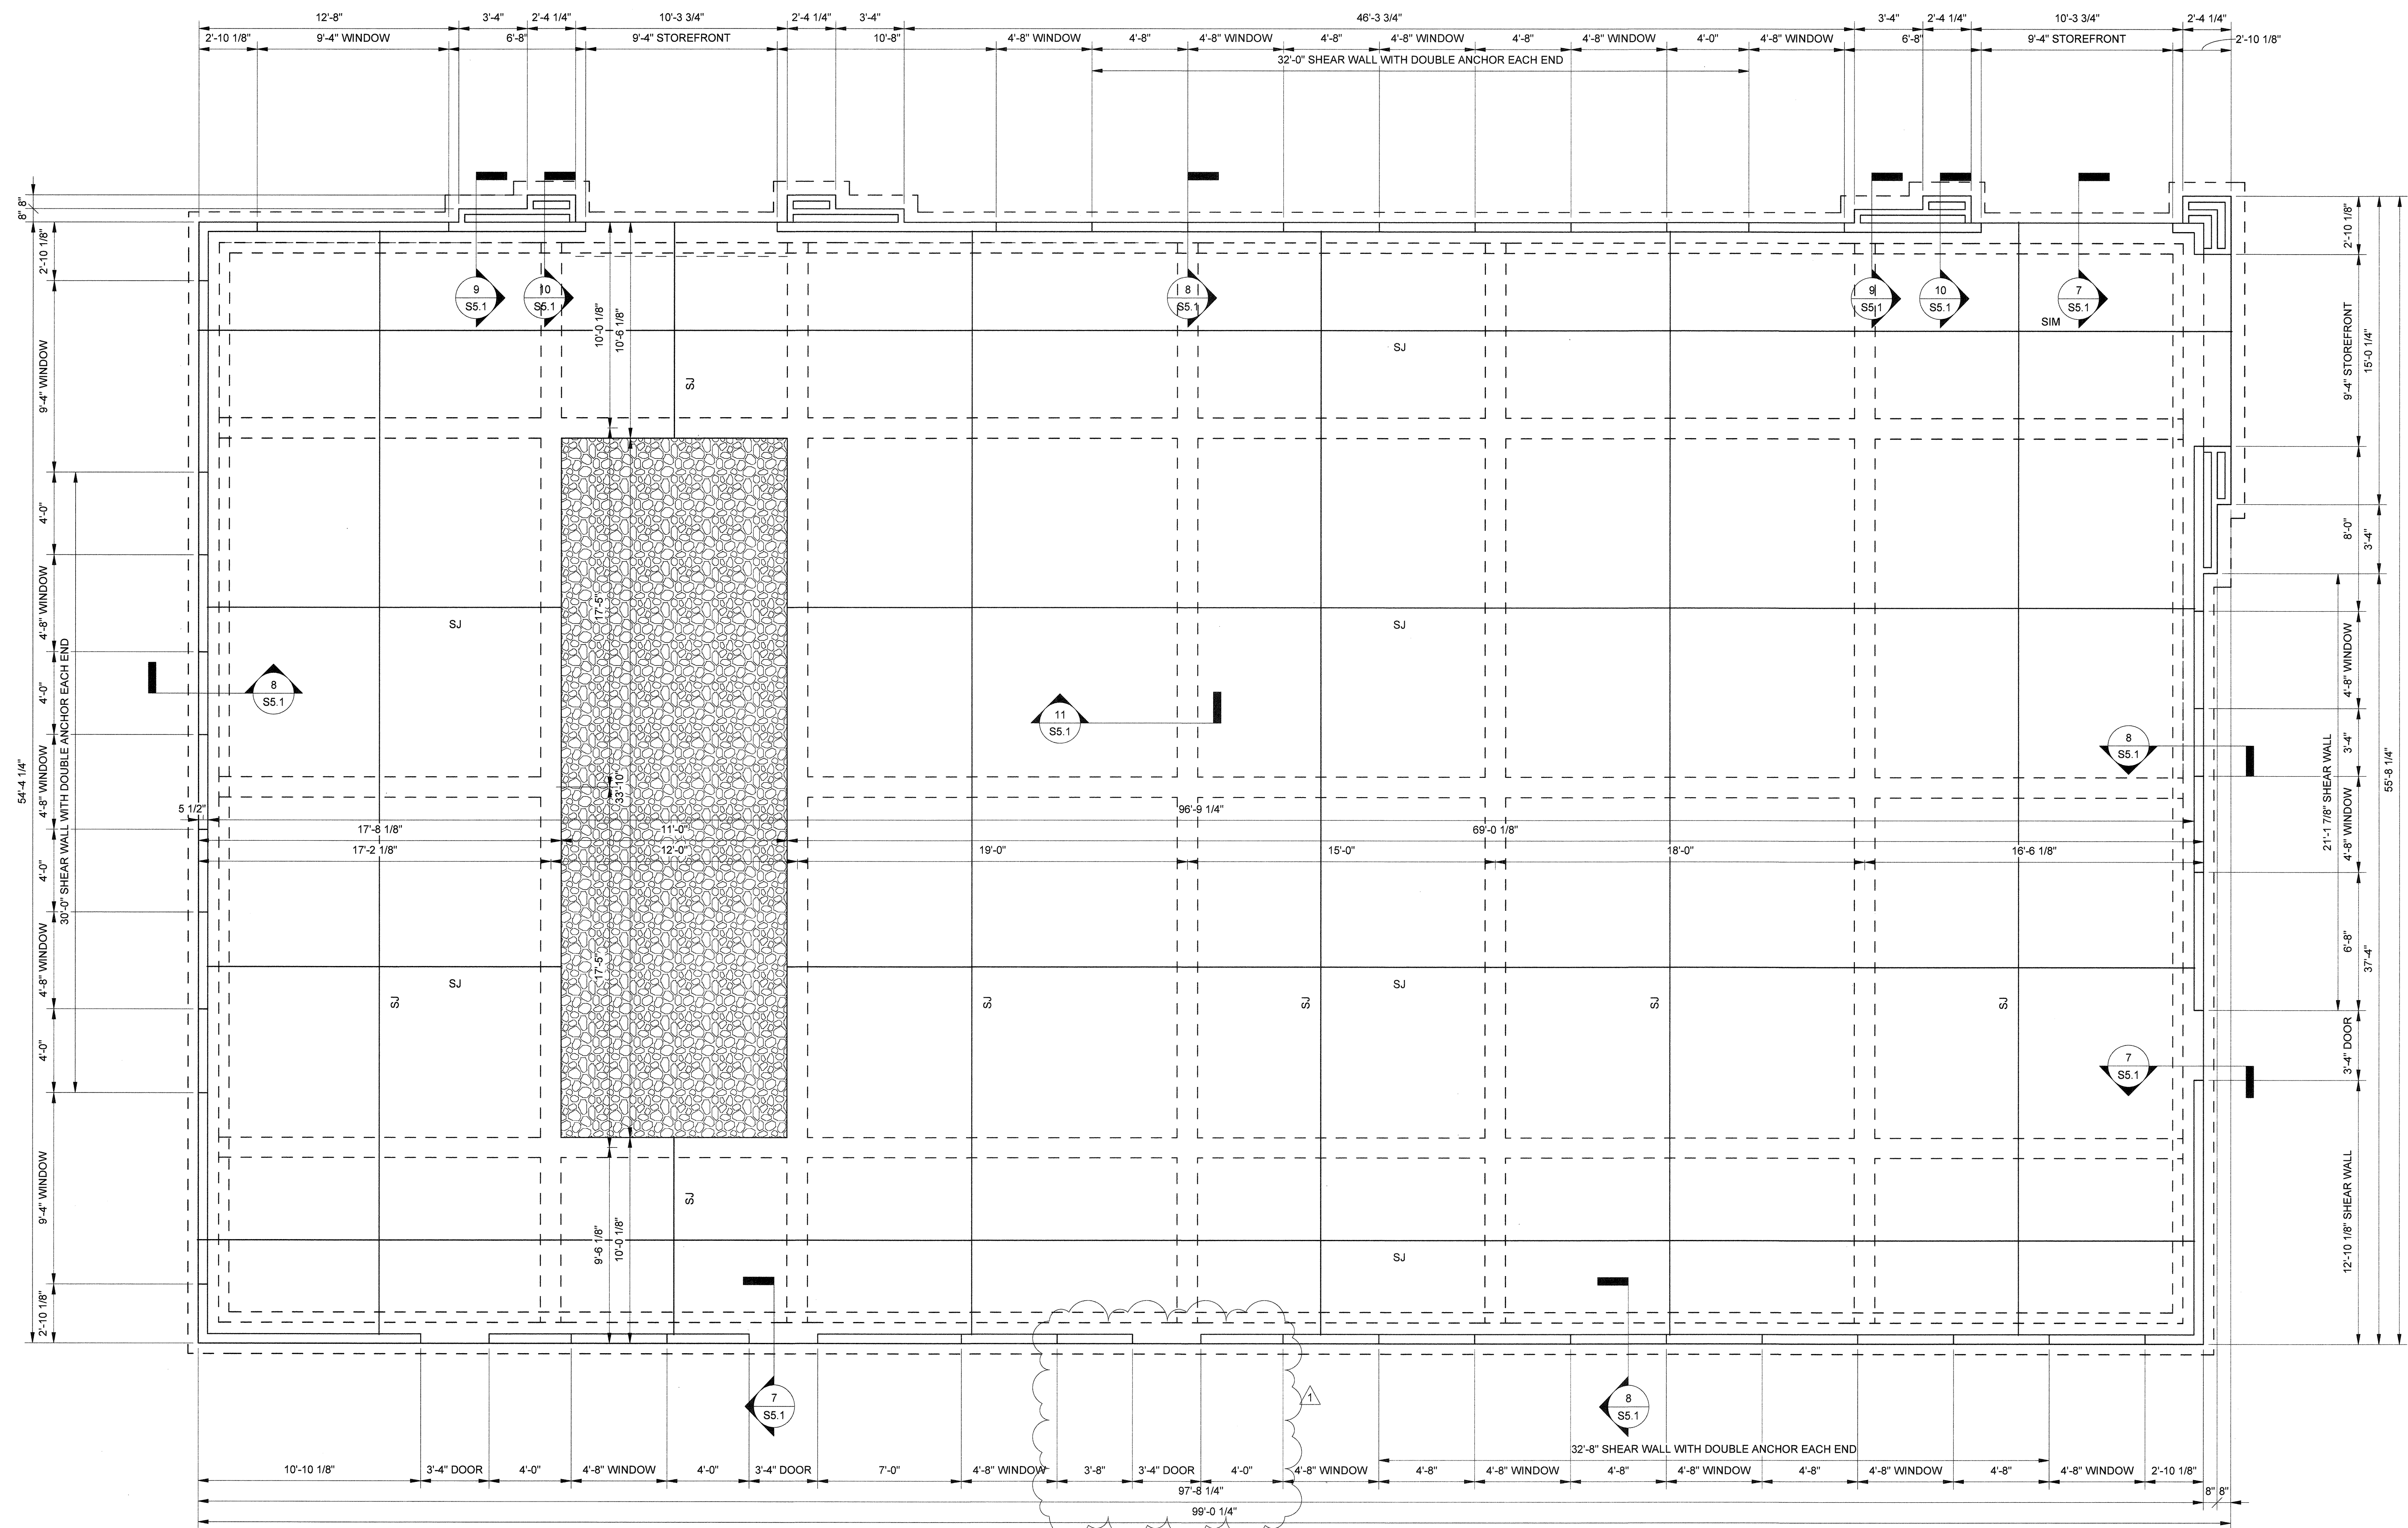 12'-8" 3'-4" 2'-4 1/4" 10'-3 3/4" 2'-4 1/4" 3'-4" 46'-3 3/4" 3'-4" 2'-4 1/4" 10'-3 3/4" 2'-4 1/4"
2'-10 1/8" 9'-4" WINDOW 6'-8" 9'-4" STOREFRONT 10'-8" 4'-8" WINDOW 4'-8" 4'-8" WINDOW 4'-8" 4'-8" WINDOW 4'-8" 4'-8" WINDOW 4'-0" 4'-8" WINDOW 6'-8" 9'-4" STOREFRONT 2'-10 1/8"
32'-0" SHEAR WALL WITH DOUBLE ANCHOR EACH END
8" 8"
54'-4 1/4"
2'-10 1/8"
9'-4" WINDOW
4'-0"
4'-8" WINDOW
4'-0"
4'-8" WINDOW
4'-0"
4'-8" WINDOW
4'-0"
9'-4" WINDOW
2'-10 1/8"
30'-0" SHEAR WALL WITH DOUBLE ANCHOR EACH END
9
S5.1
10
S5.1
8
S5.1
9
S5.1
10
S5.1
7
S5.1
SIM
10'-0 1/8"
10'-6 1/8"
SJ
SJ
17'-5"
SJ
SJ
8
S5.1
11
S5.1
8
S5.1
33'-10"
5 1/2" 96'-9 1/4"
17'-8 1/8" 11'-0" 69'-0 1/8"
17'-2 1/8" 12'-0" 19'-0" 15'-0" 18'-0" 16'-6 1/8"
17'-5"
SJ SJ
SJ SJ SJ SJ SJ
7
S5.1
SJ
9'-6 1/8"
10'-0 1/8"
SJ
2'-10 1/8"
9'-4" STOREFRONT
8'-0"
4'-8" WINDOW
3'-4"
4'-8" WINDOW
6'-8"
3'-4" DOOR
12'-10 1/8" SHEAR WALL
21'-1 7/8" SHEAR WALL
15'-0 1/4"
3'-4"
37'-4"
55'-8 1/4"
7
S5.1
1
8
S5.1
32'-8" SHEAR WALL WITH DOUBLE ANCHOR EACH END
10'-10 1/8" 3'-4" DOOR 4'-0" 4'-8" WINDOW 4'-0" 3'-4" DOOR 7'-0" 4'-8" WINDOW 3'-8" 3'-4" DOOR 4'-0" 4'-8" WINDOW 4'-8" 4'-8" WINDOW 4'-8" 4'-8" WINDOW 4'-8" 4'-8" WINDOW 4'-8" 4'-8" WINDOW 2'-10 1/8"
97'-8 1/4" 8" 8"
99'-0 1/4"